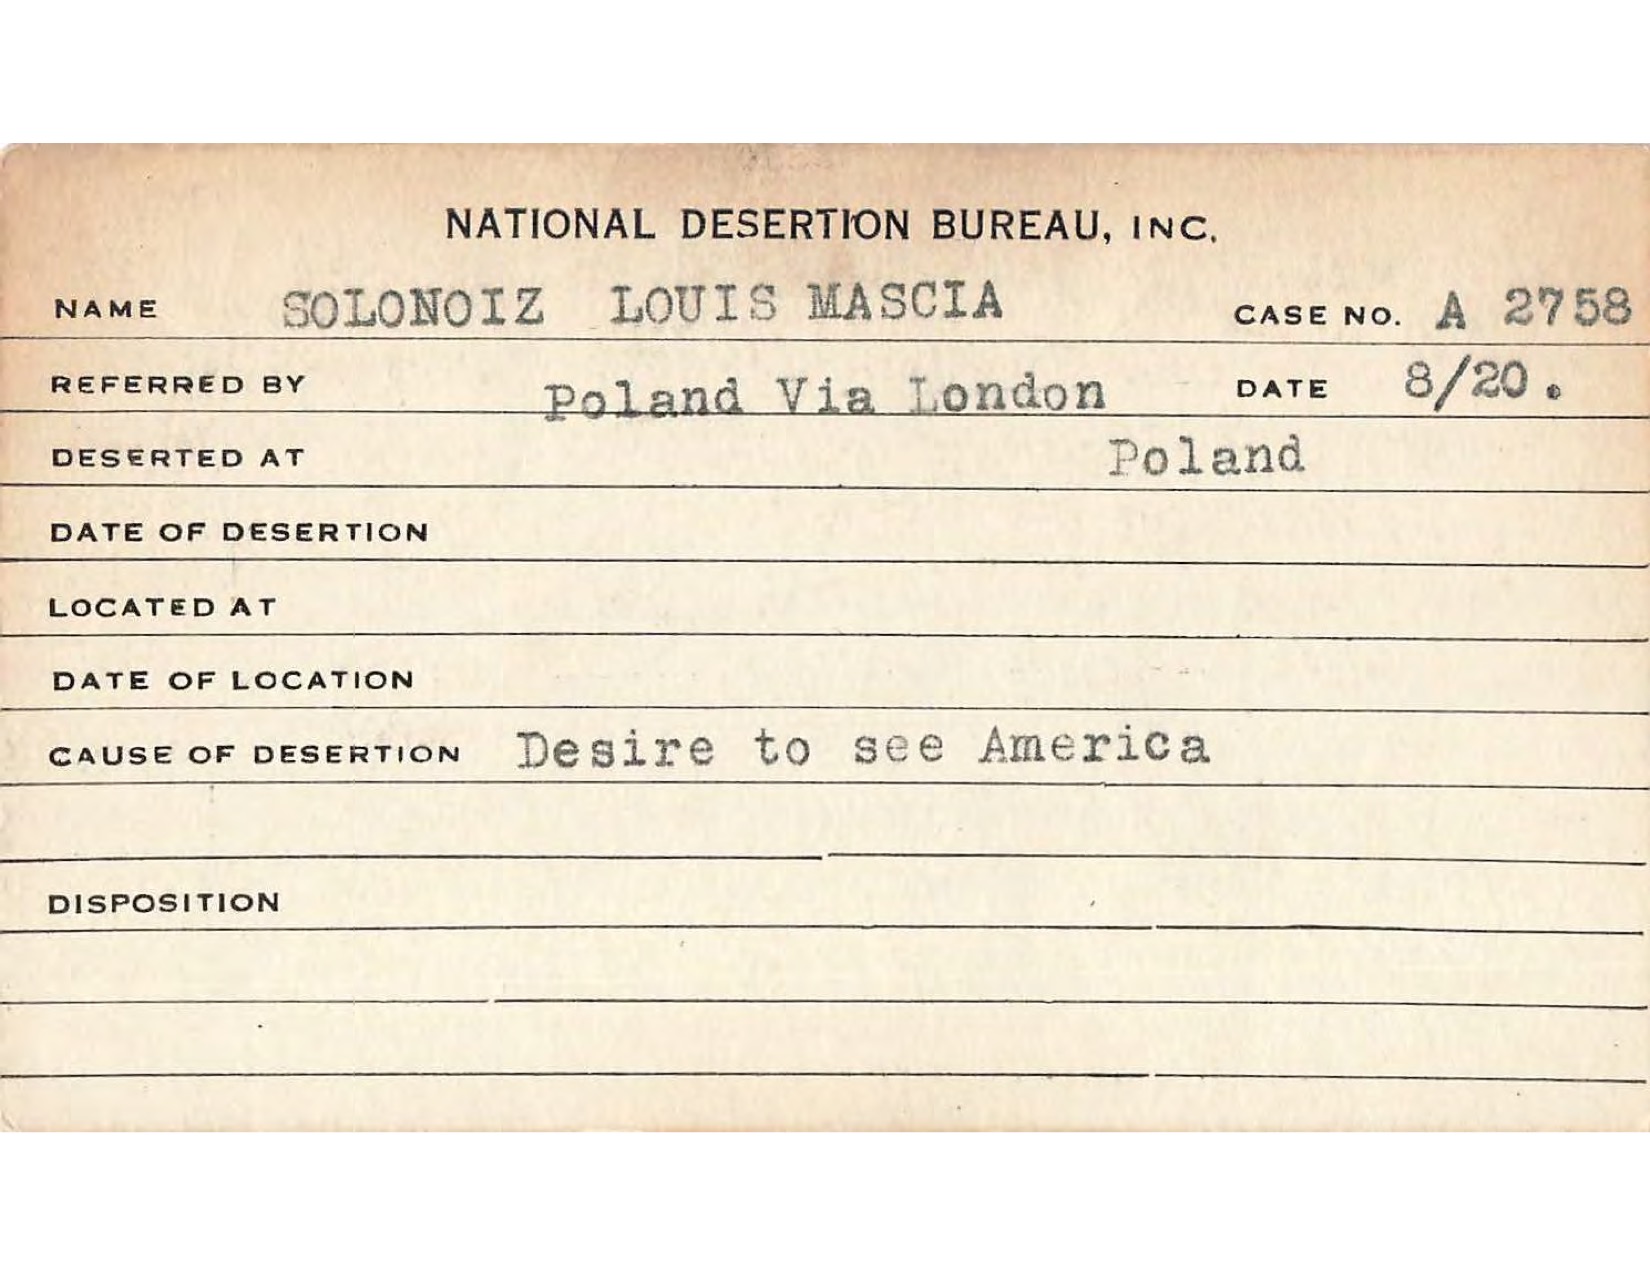 NATIONAL DESERTION BUREAU, INC.
NAME SOLONOIZ LOUIS MASCIA CASE NO. A 2758
REFERRED BY Poland Via London DATE 8/20.
DESERTED AT Poland
DATE OF DESERTION
LOCATED AT
DATE OF LOCATION
CAUSE OF DESERTION Desire to see America
DISPOSITION